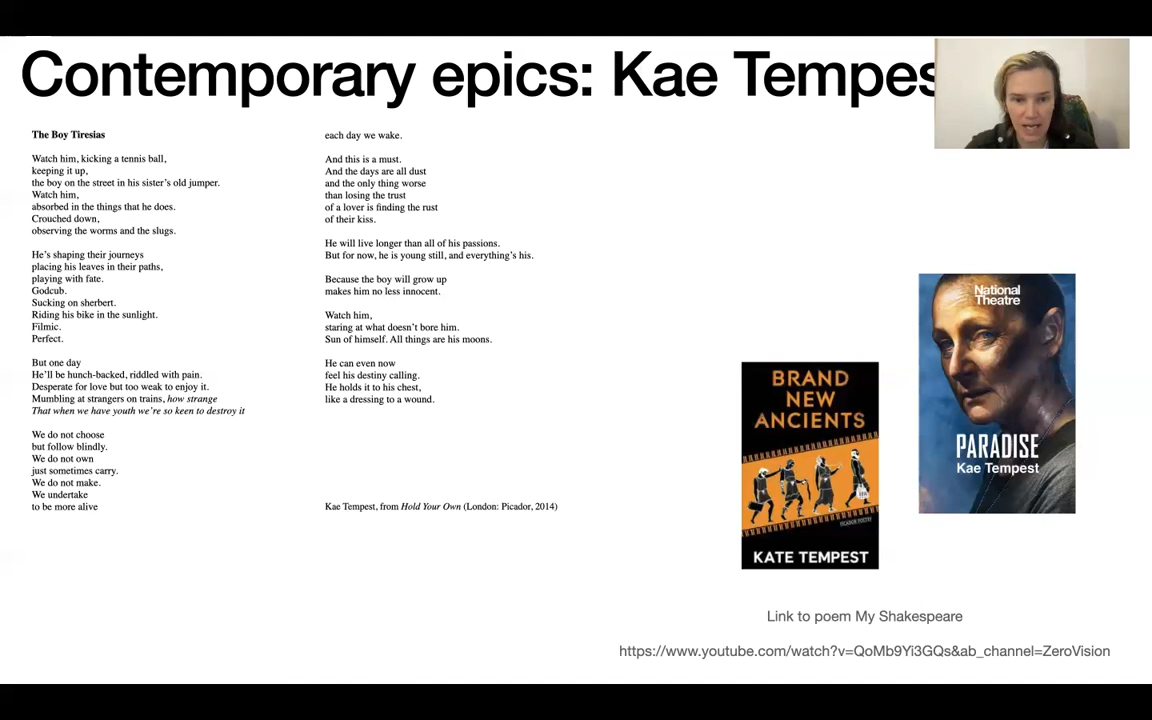 Contemporary epics: Kae Tempes
The Boy Tiresias
Watch him, kicking a tennis ball,
keeping it up,
the boy on the street in his sister's old jumper.
Watch him,
absorbed in the things that he does.
Crouched down,
observing the worms and the slugs.
He's shaping their journeys
placing his leaves in their paths,
playing with fate.
Godcub.
Sucking on sherbert.
Riding his bike in the sunlight.
Filmic.
Perfect.
But one day
He'll be hunch-backed, riddled with pain.
Desperate for love but too weak to enjoy it.
Mumbling at strangers on trains, how strange
That when we have youth we're so keen to destroy it
We do not choose
but follow blindly.
We do not own
just sometimes carry.
We do not make.
We undertake
to be more alive
each day we wake.
And this is a must.
And the days are all dust
and the only thing worse
than losing the trust
of a lover is finding the rust
of their kiss.
He will live longer than all of his passions.
But for now, he is young still, and everything's his.
Because the boy will grow up
makes him no less innocent.
Watch him,
staring at what doesn't bore him.
Sun of himself. All things are his moons.
He can even now
feel his destiny calling.
He holds it to his chest,
like a dressing to a wound.
Kae Tempest, from Hold Your Own (London: Picador, 2014)
BRAND
NEW
ANCIENTS
PICADOR POETRY
KATE TEMPEST
National
Theatre
PARADISE
Kae Tempest
Link to poem My Shakespeare
https://www.youtube.com/watch?v=QoMb9Yi3GQs&ab_channel=ZeroVision